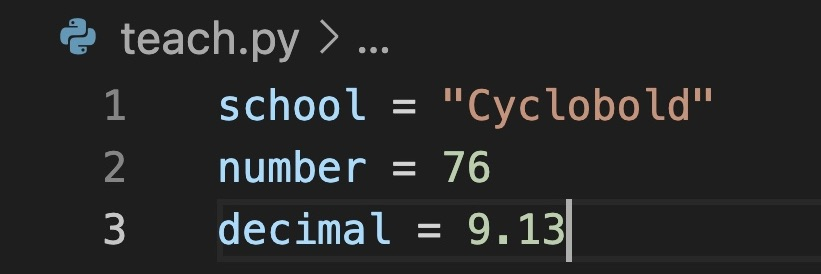 teach.py > ...
1 school = "Cyclobold"
2 number = 76
3 decimal = 9.13